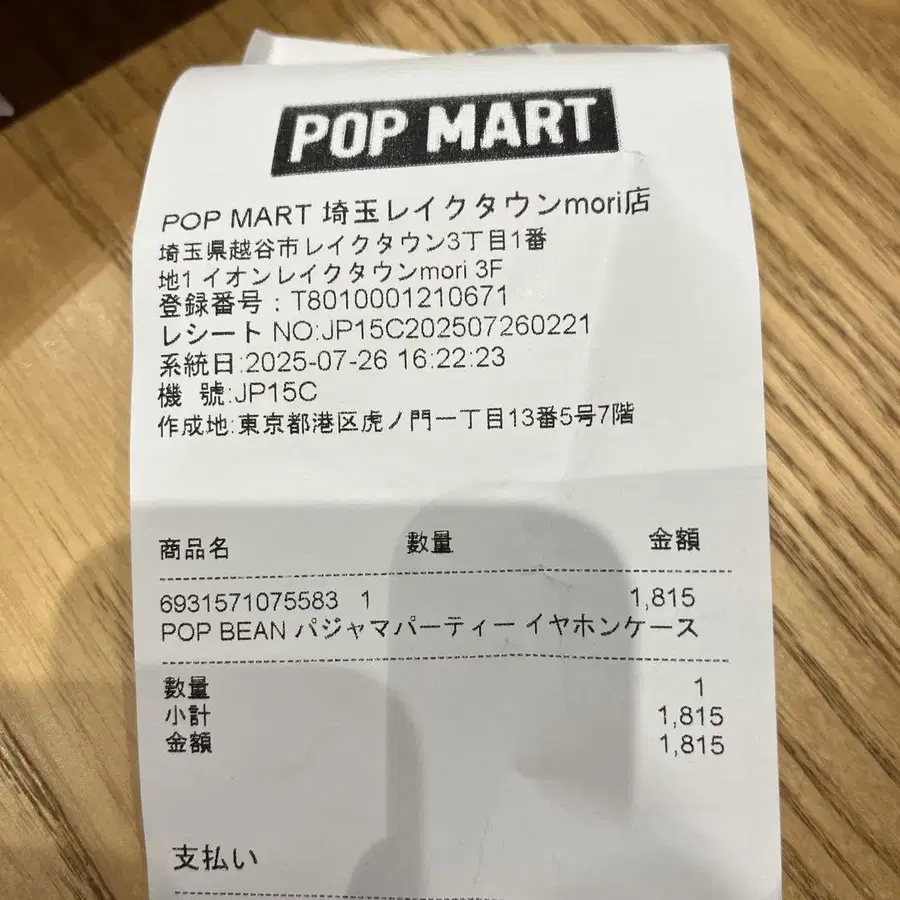 POP MART
POP MART 埼玉レイクタウンmori店
埼玉県越谷市レイクタウン3丁目1番
地1 イオンレイクタウンmori 3F
登録番号：T8010001210671
レシート NO:JP15C202507260221
系統日:2025-07-26 16:22:23
機 號:JP15C
作成地:東京都港区虎ノ門一丁目13番5号7階
商品名 數量 金額
6931571075583 1 1,815
POP BEAN パジャマパーティー イヤホンケース
數量 1
小計 1,815
金額 1,815
支払い